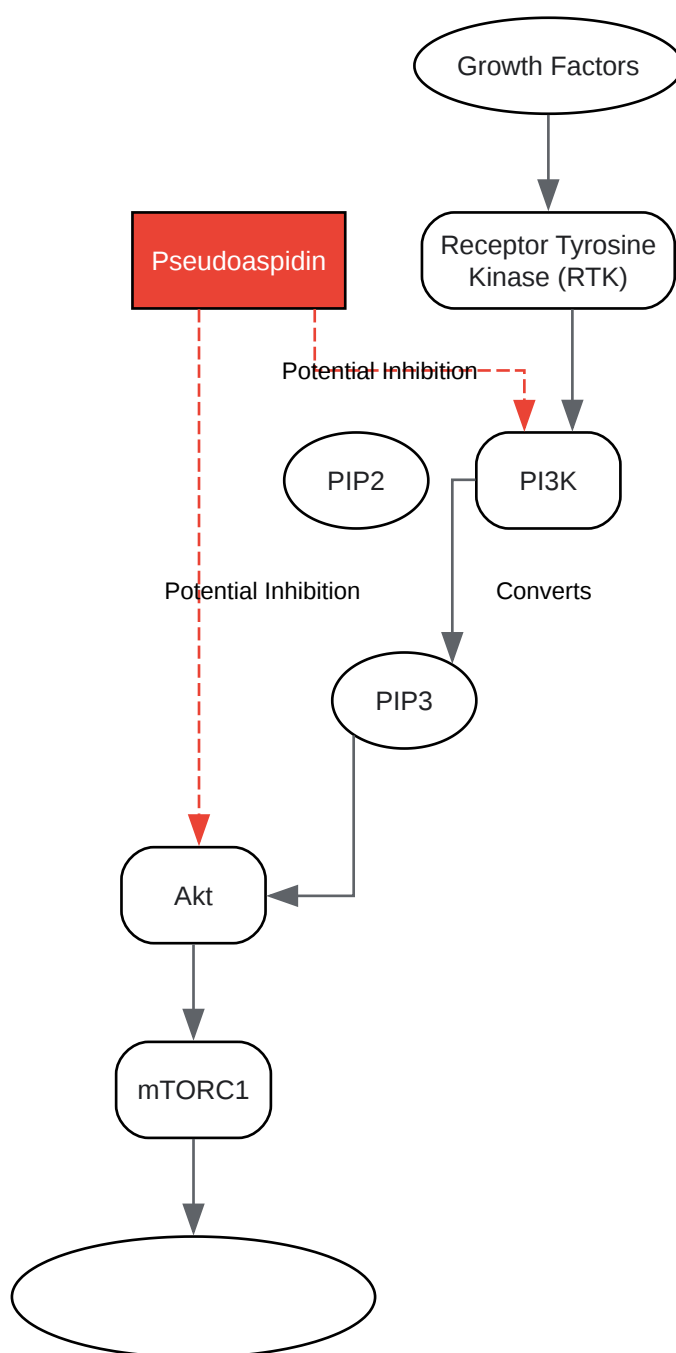 Growth Factors
Pseudoaspidin
Receptor Tyrosine
Kinase (RTK)
Potential Inhibition
PIP2
PI3K
Potential Inhibition
Converts
PIP3
Akt
mTORC1